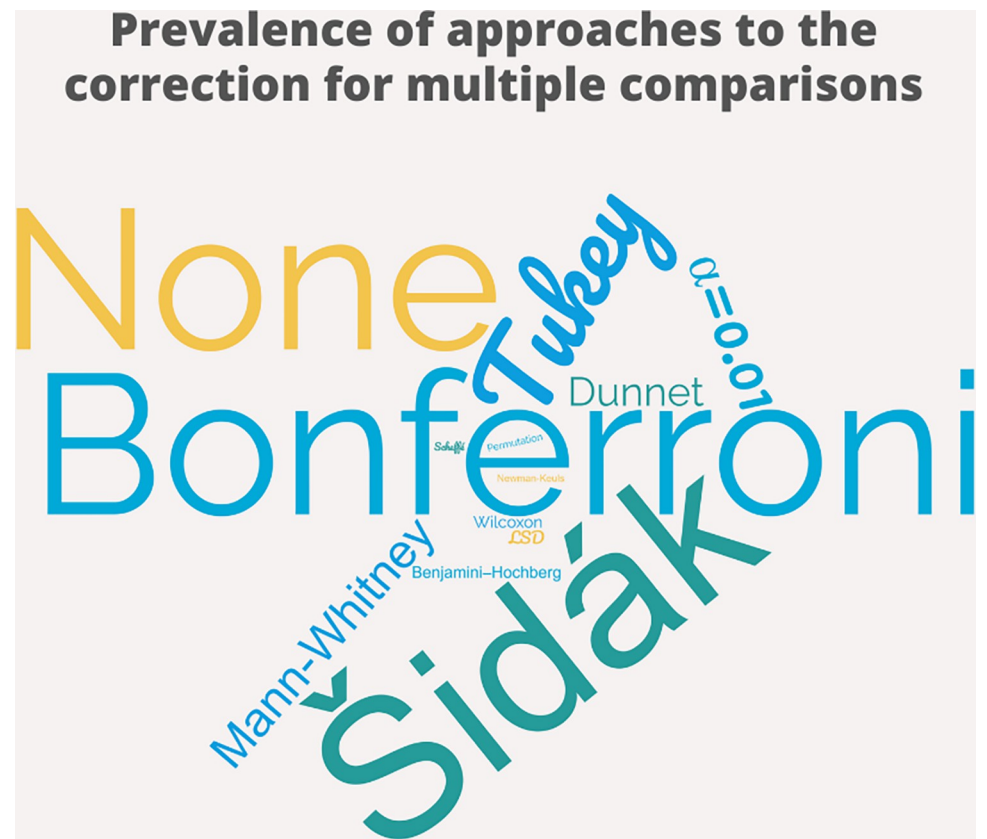 Prevalence of approaches to the
correction for multiple comparisons
None
Tukey
α=0.01
Dunnet
Bonferroni
Scheffé
Permutation
Newman-Keuls
Wilcoxon
LSD
Benjamini–Hochberg
Mann-Whitney
Šidák